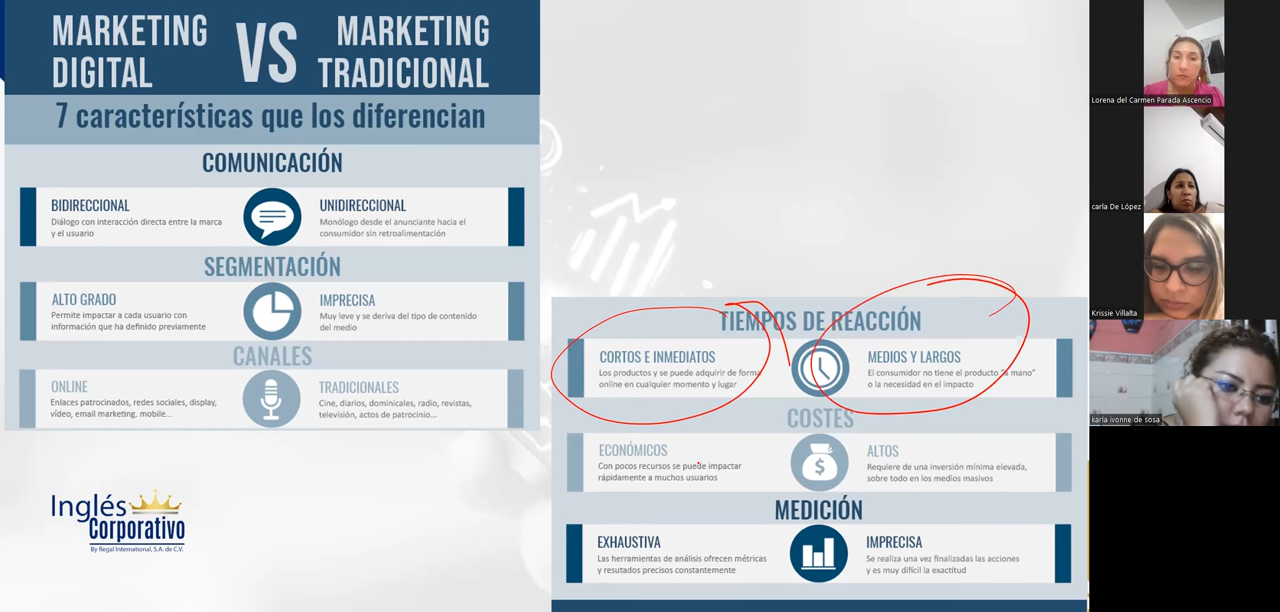 MARKETING
DIGITAL
VS
MARKETING
TRADICIONAL
7 características que los diferencian
COMUNICACIÓN
BIDIRECCIONAL
Diálogo con interacción directa entre la marca
y el usuario
UNIDIRECCIONAL
Monólogo desde el anunciante hacia el
consumidor sin retroalimentación
SEGMENTACIÓN
ALTO GRADO
Permite impactar a cada usuario con
información que ha definido previamente
IMPRECISA
Muy leve y se deriva del tipo de contenido
del medio
CANALES
ONLINE
Enlaces patrocinados, redes sociales, display,
vídeo, email marketing. mobile...
TRADICIONALES
Cine, diarios, dominicales, radio, revistas,
televisión, actos de patrocinio...
Inglés
Corporativo
By Regal International, S.A. de C.V.
TIEMPOS DE REACCIÓN
CORTOS E INMEDIATOS
Los productos y se puede adquirir de forma
online en cualquier momento y lugar
MEDIOS Y LARGOS
El consumidor no tiene el producto "a mano"
o la necesidad en el impacto
COSTES
ECONÓMICOS
Con pocos recursos se puede impactar
rápidamente a muchos usuarios
$
ALTOS
Requiere de una inversión mínima elevada,
sobre todo en los medios masivos
MEDICIÓN
EXHAUSTIVA
Las herramientas de análisis ofrecen métricas
y resutados precisos constantemente
IMPRECISA
Se realiza una vez finalizadas las acciones
y es muy difícil la exactitud
Lorena del Carmen Parada Ascencio
carla De López
Krissie Villalta
karla ivonne de sosa